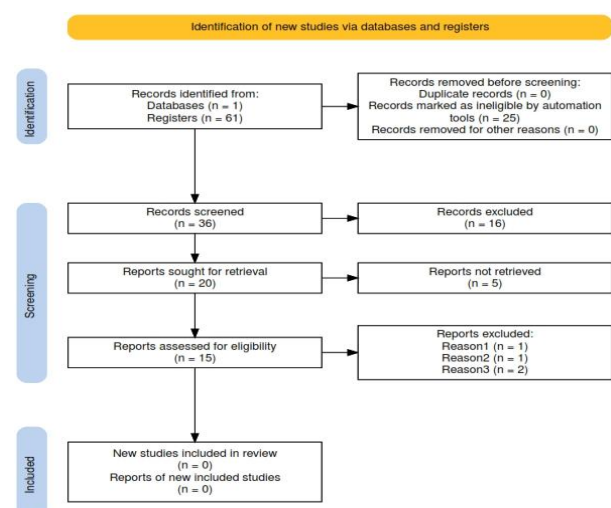 Identification of new studies via databases and registers
Identification
Records identified from:
Databases (n = 1)
Registers (n = 61)
Records removed before screening:
Duplicate records (n = 0)
Records marked as ineligible by automation
tools (n = 25)
Records removed for other reasons (n = 0)
Screening
Records screened
(n = 36)
Records excluded
(n = 16)
Reports sought for retrieval
(n = 20)
Reports not retrieved
(n = 5)
Reports assessed for eligibility
(n = 15)
Reports excluded:
Reason1 (n = 1)
Reason2 (n = 1)
Reason3 (n = 2)
Included
New studies included in review
(n = 0)
Reports of new included studies
(n = 0)